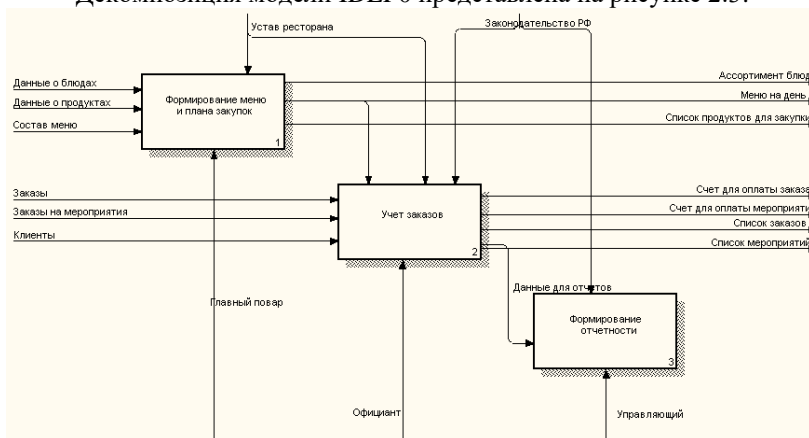 Декомпозиция модели IDEF0 представлена на рисунке 2.3.
Устав ресторана
Законодательство РФ
Данные о блюдах
Данные о продуктах
Состав меню
Формирование меню
и плана закупок
1
Ассортимент блюд
Меню на день
Список продуктов для закупки
Заказы
Заказы на мероприятия
Клиенты
Учет заказов
2
Счет для оплаты заказа
Счет для оплаты мероприяти
Список заказов
Список мероприятий
Данные для отчетов
Главный повар
Формирование
отчетности
3
Официант
Управляющий